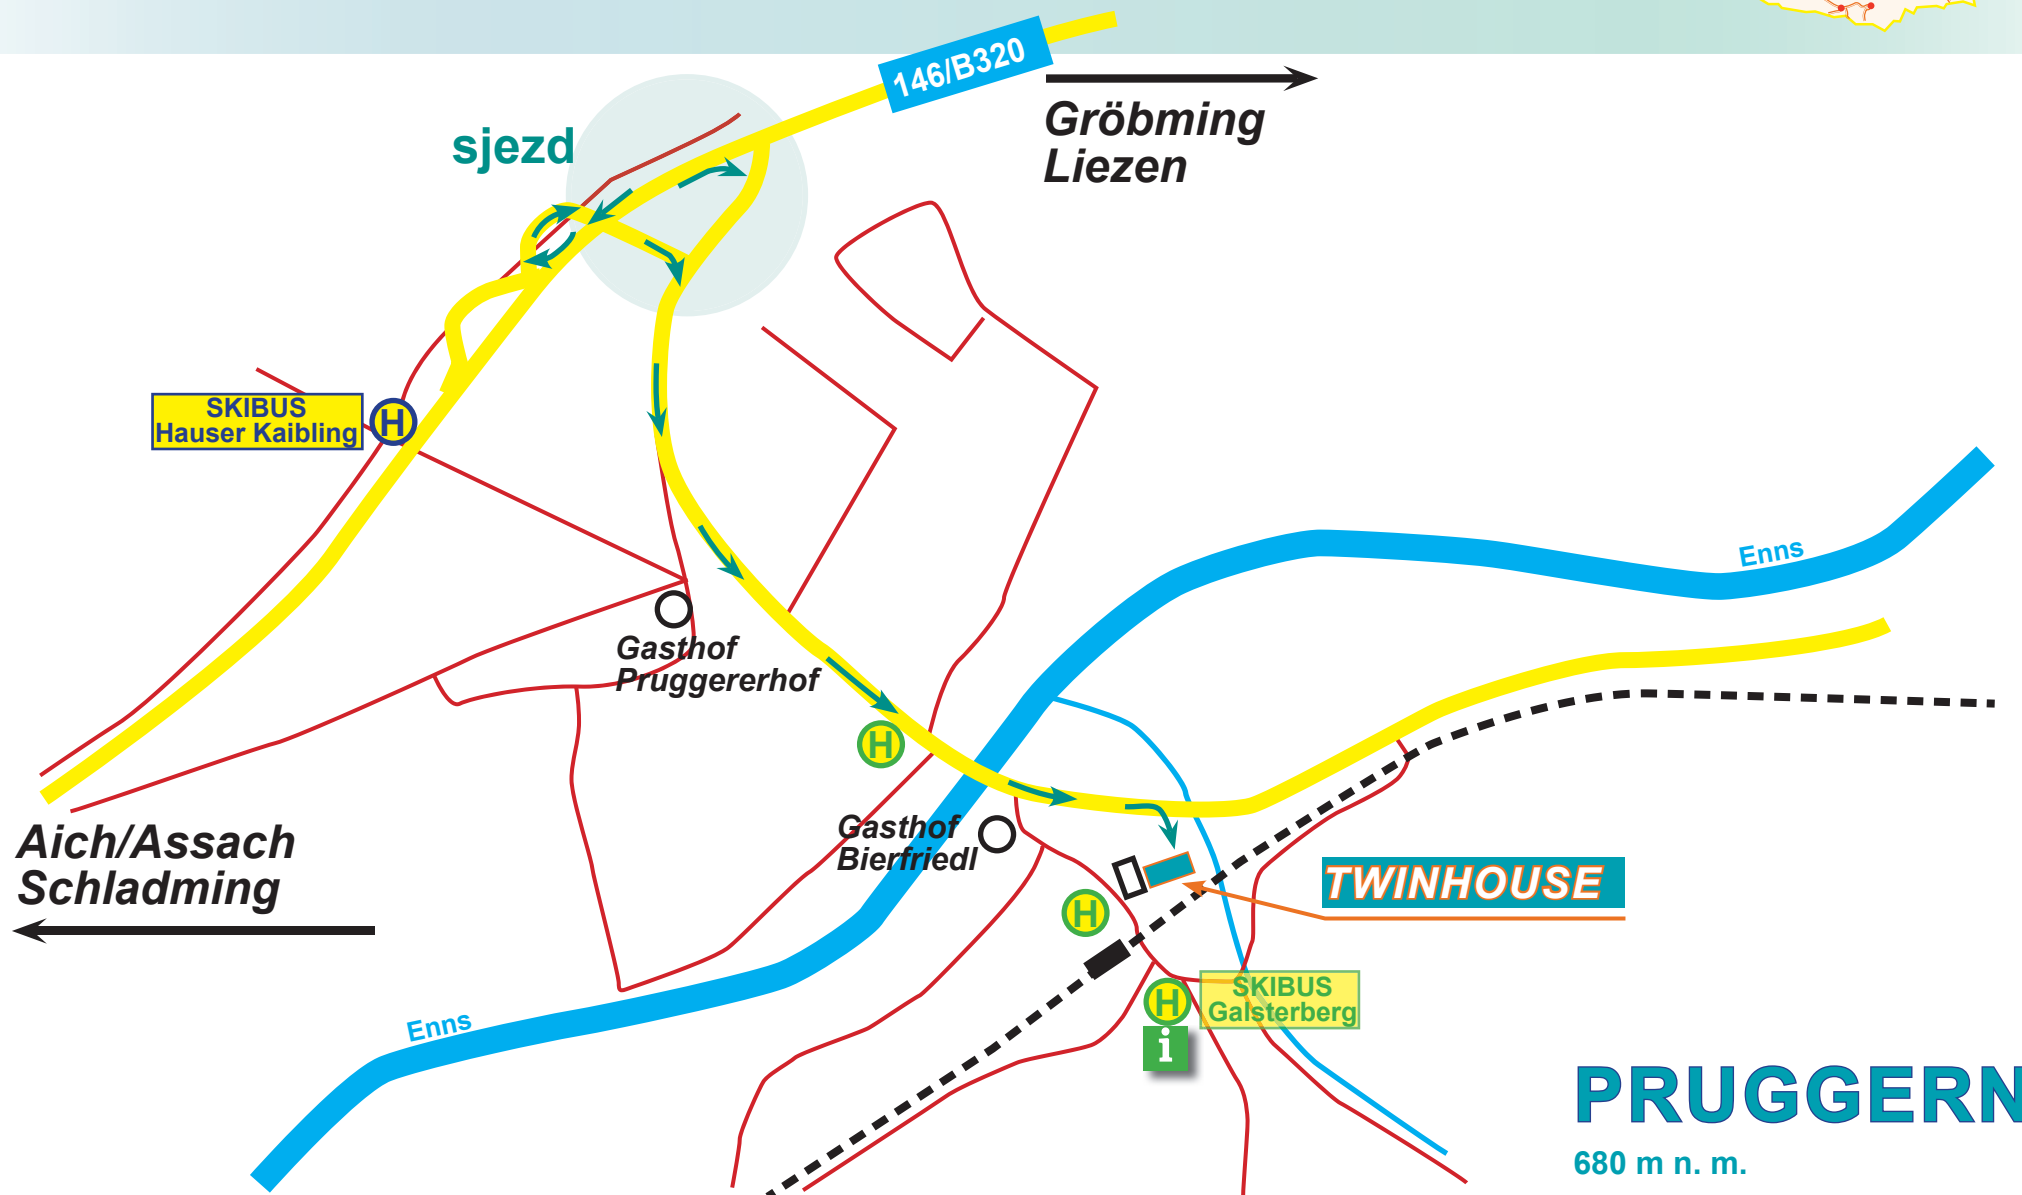 146/B320
Gröbming
Liezen
sjezd
SKIBUS
Hauser Kaibling
H
Enns
Gasthof
Pruggererhof
H
Gasthof
Bierfriedl
Aich/Assach
Schladming
TWINHOUSE
H
H
SKIBUS
Galsterberg
i
Enns
PRUGGERN
680 m n. m.